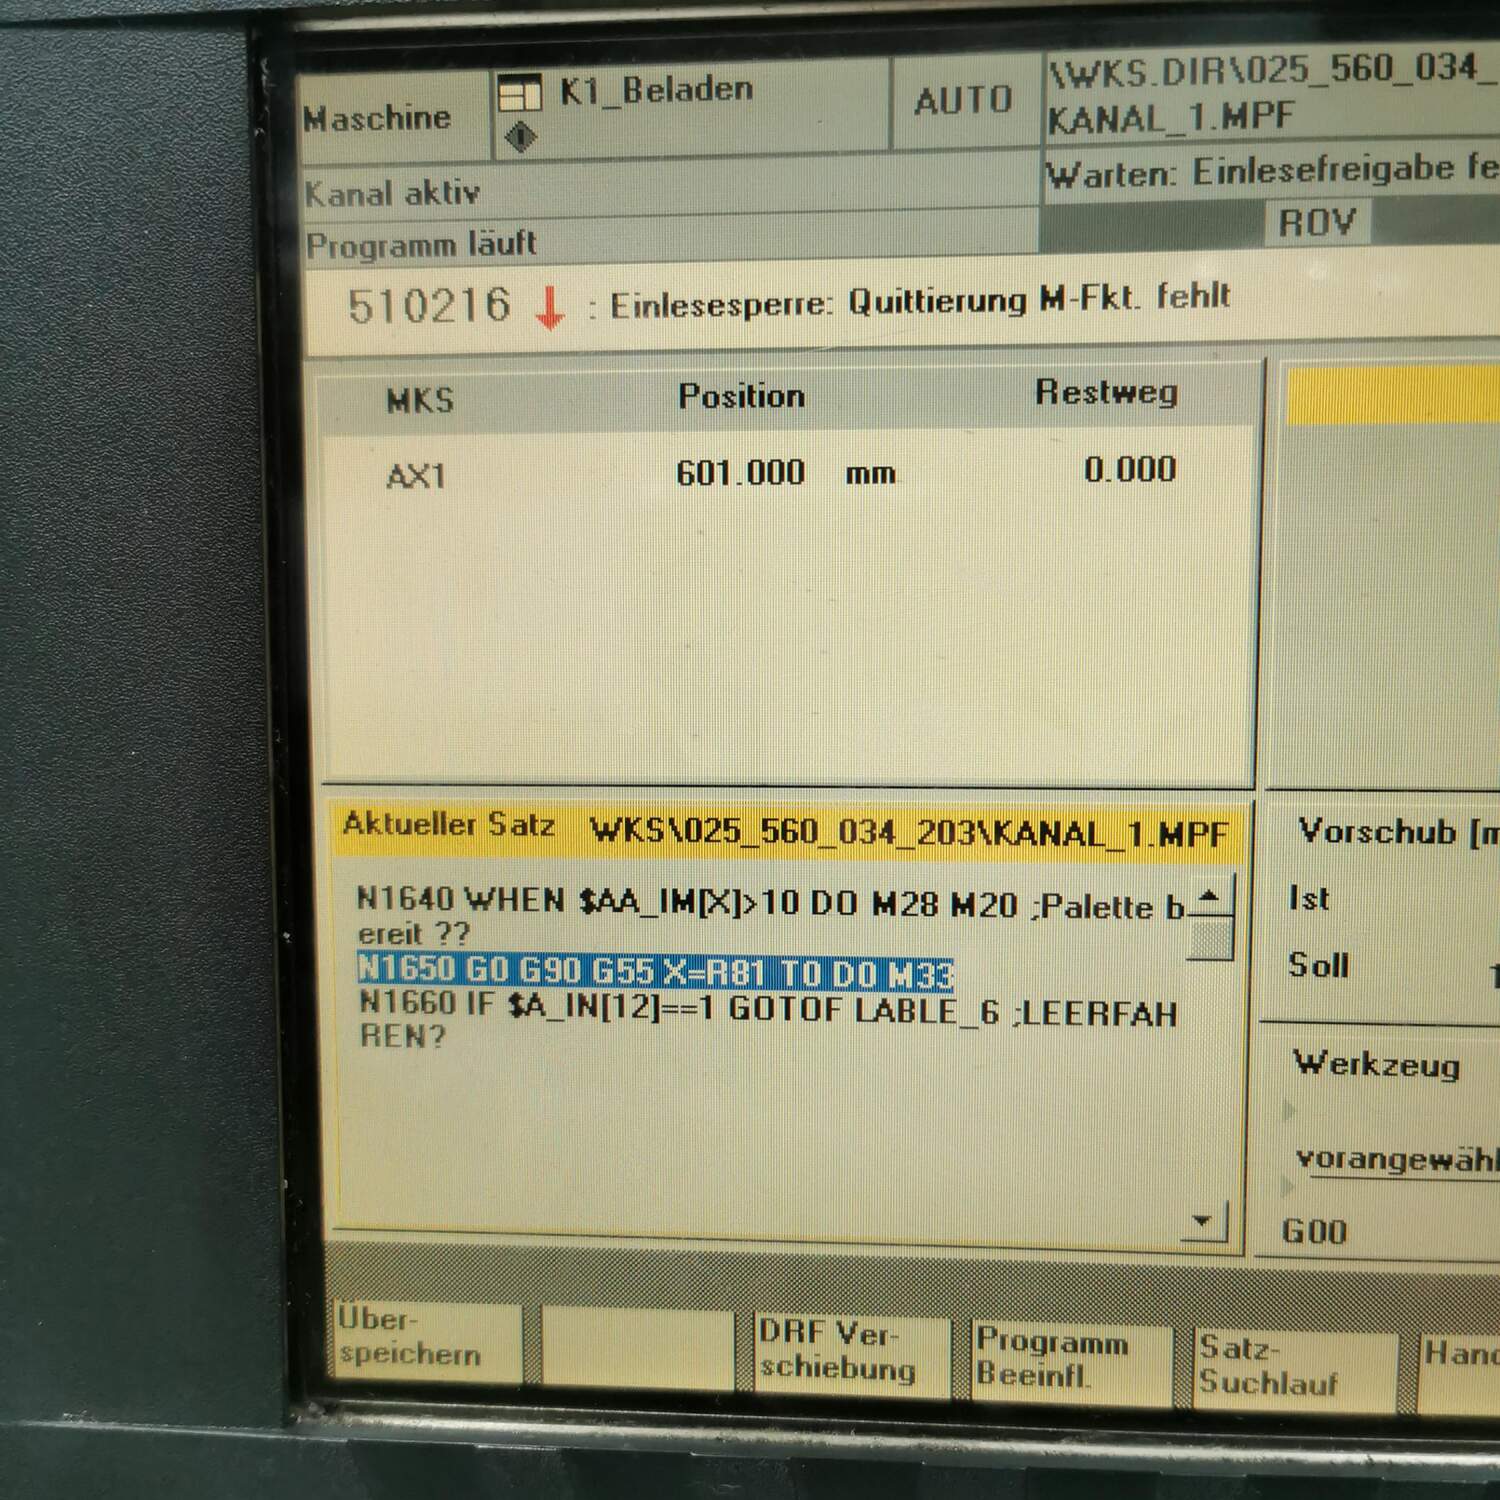 Maschine
K1_Beladen
AUTO
\WKS.DIR\025_560_034_
KANAL_1.MPF
Kanal aktiv
Warten: Einlesefreigabe
Programm läuft
ROV
510216 ↓ : Einlesesperre: Quittierung M-Fkt. fehlt
MKS Position Restweg
AX1 601.000 mm 0.000
Aktueller Satz WKS\025_560_034_203\KANAL_1.MPF
N1640 WHEN $AA_IM[X]>10 DO M28 M20 ;Palette b
ereit ??
N1650 G0 G90 G55 X=R81 T0 D0 M33
N1660 IF $A_IN[12]==1 GOTOF LABLE_6 ;LEERFAH
REN?
Vorschub
Ist
Soll
Werkzeug
G00
Über-
speichern
DRF Ver-
schiebung
Programm
Beeinfl.
Satz-
Suchlauf